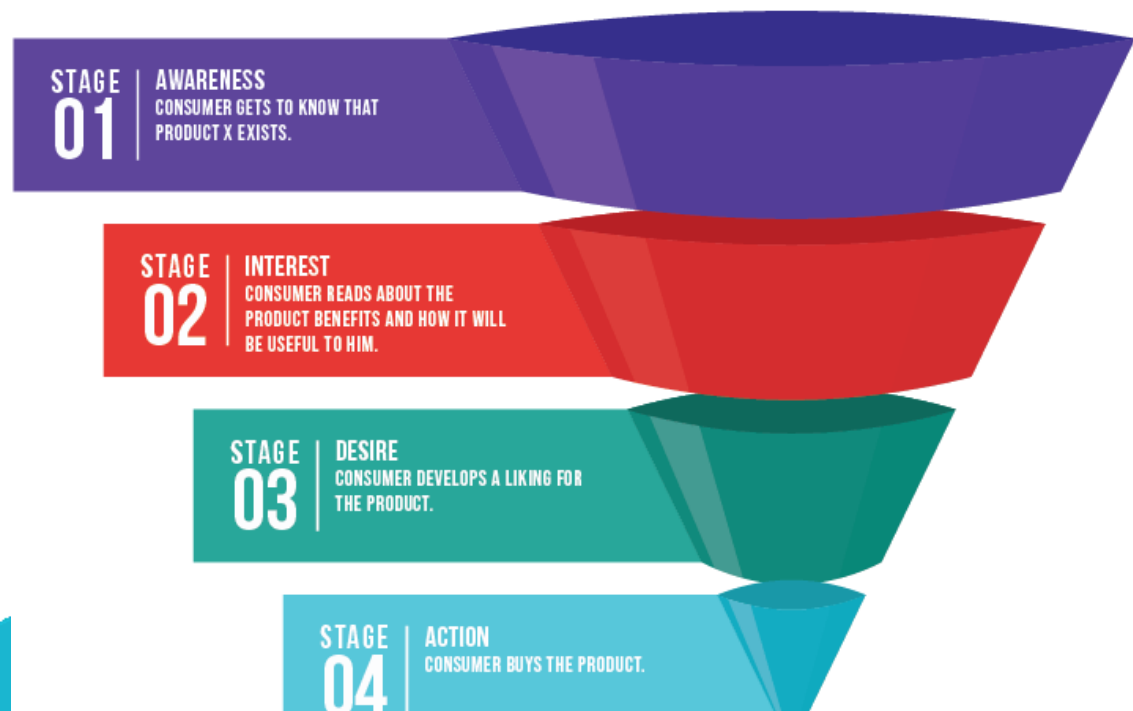 STAGE
01
AWARENESS
CONSUMER GETS TO KNOW THAT
PRODUCT X EXISTS.
STAGE
02
INTEREST
CONSUMER READS ABOUT THE
PRODUCT BENEFITS AND HOW IT WILL
BE USEFUL TO HIM.
STAGE
03
DESIRE
CONSUMER DEVELOPS A LIKING FOR
THE PRODUCT.
STAGE
04
ACTION
CONSUMER BUYS THE PRODUCT.